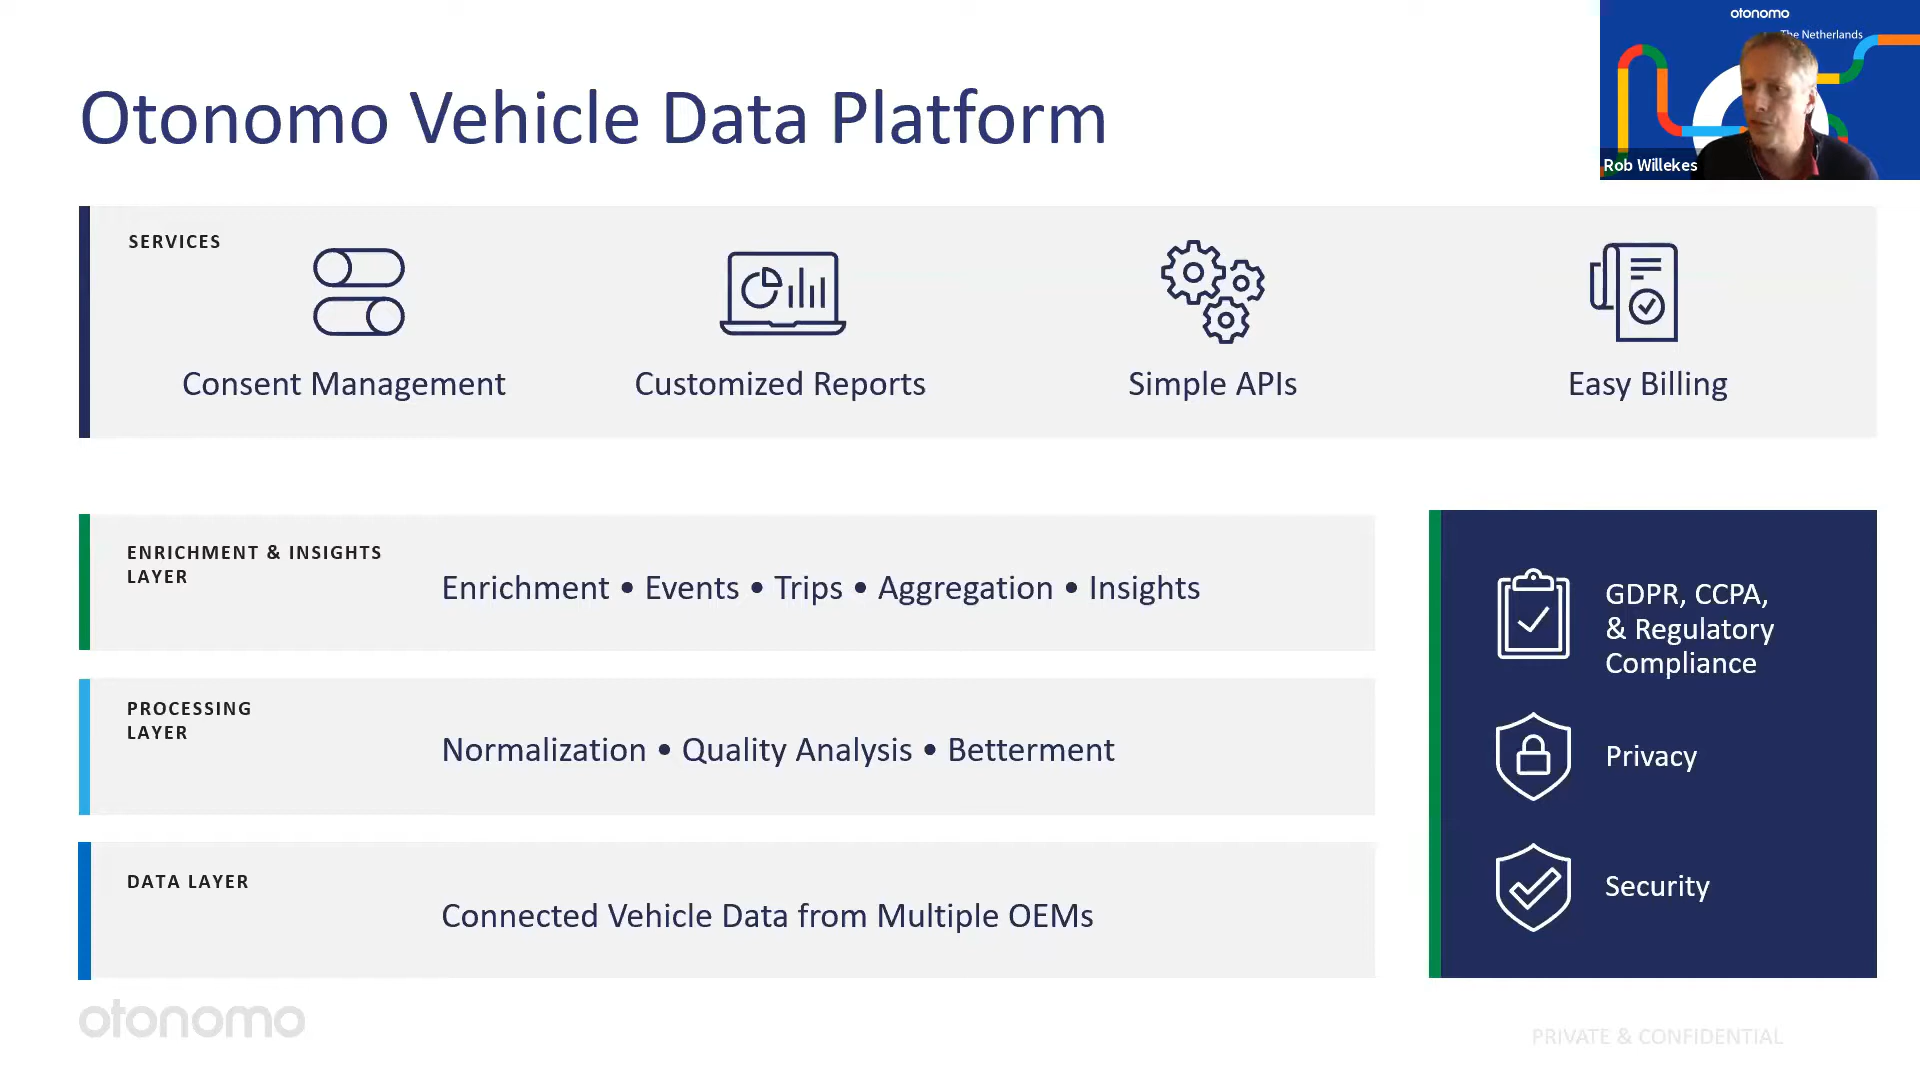 otonomo
The Netherlands
Rob Willekes
Otonomo Vehicle Data Platform
SERVICES
Consent Management
Customized Reports
Simple APIs
Easy Billing
ENRICHMENT & INSIGHTS
LAYER
Enrichment • Events • Trips • Aggregation • Insights
PROCESSING
LAYER
Normalization • Quality Analysis • Betterment
DATA LAYER
Connected Vehicle Data from Multiple OEMs
GDPR, CCPA,
& Regulatory
Compliance
Privacy
Security
otonomo
PRIVATE & CONFIDENTIAL